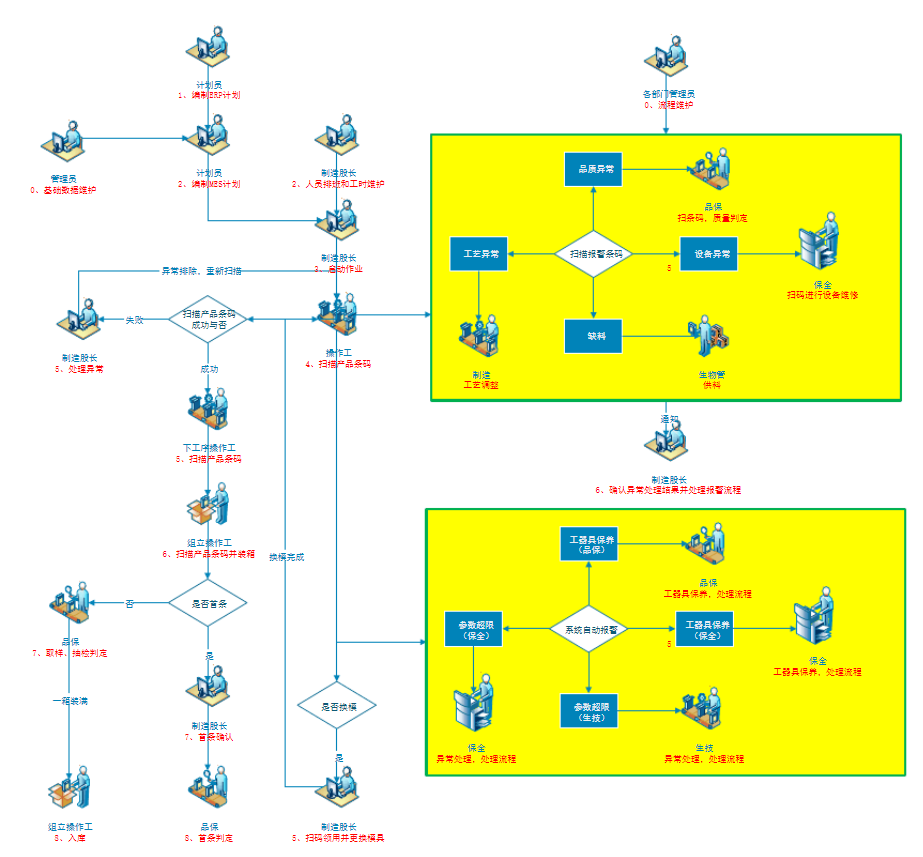 计划员
1、编制ERP计划
各部门管理员
0、流程维护
管理员
0、基础数据维护
计划员
2、编制MES计划
制造股长
2、人员排班和工时维护
品质异常
品保
扫条码，质量判定
工艺异常
扫描报警条码
5
设备异常
保全
扫码进行设备维修
制造股长
3、启动作业
异常排除，重新扫描
扫描产品条码
成功与否
失败
制造股长
5、处理异常
操作工
4、扫描产品条码
缺料
制造
工艺调整
生物管
供料
成功
通知
下工序操作工
5、扫描产品条码
制造股长
6、确认异常处理结果并处理报警流程
组立操作工
6、扫描产品条码并装箱
换模完成
工器具保养
（品保）
品保
工器具保养，处理流程
是否首条
否
品保
7、取样、抽检判定
参数超限
（保全）
系统自动报警
5
工器具保养
（保全）
保全
工器具保养，处理流程
是
一箱装满
制造股长
7、首条确认
是否换模
参数超限
（生技）
保全
异常处理，处理流程
生技
异常处理，处理流程
是
组立操作工
8、入库
品保
8、首条判定
制造股长
5、扫码领用并更换模具